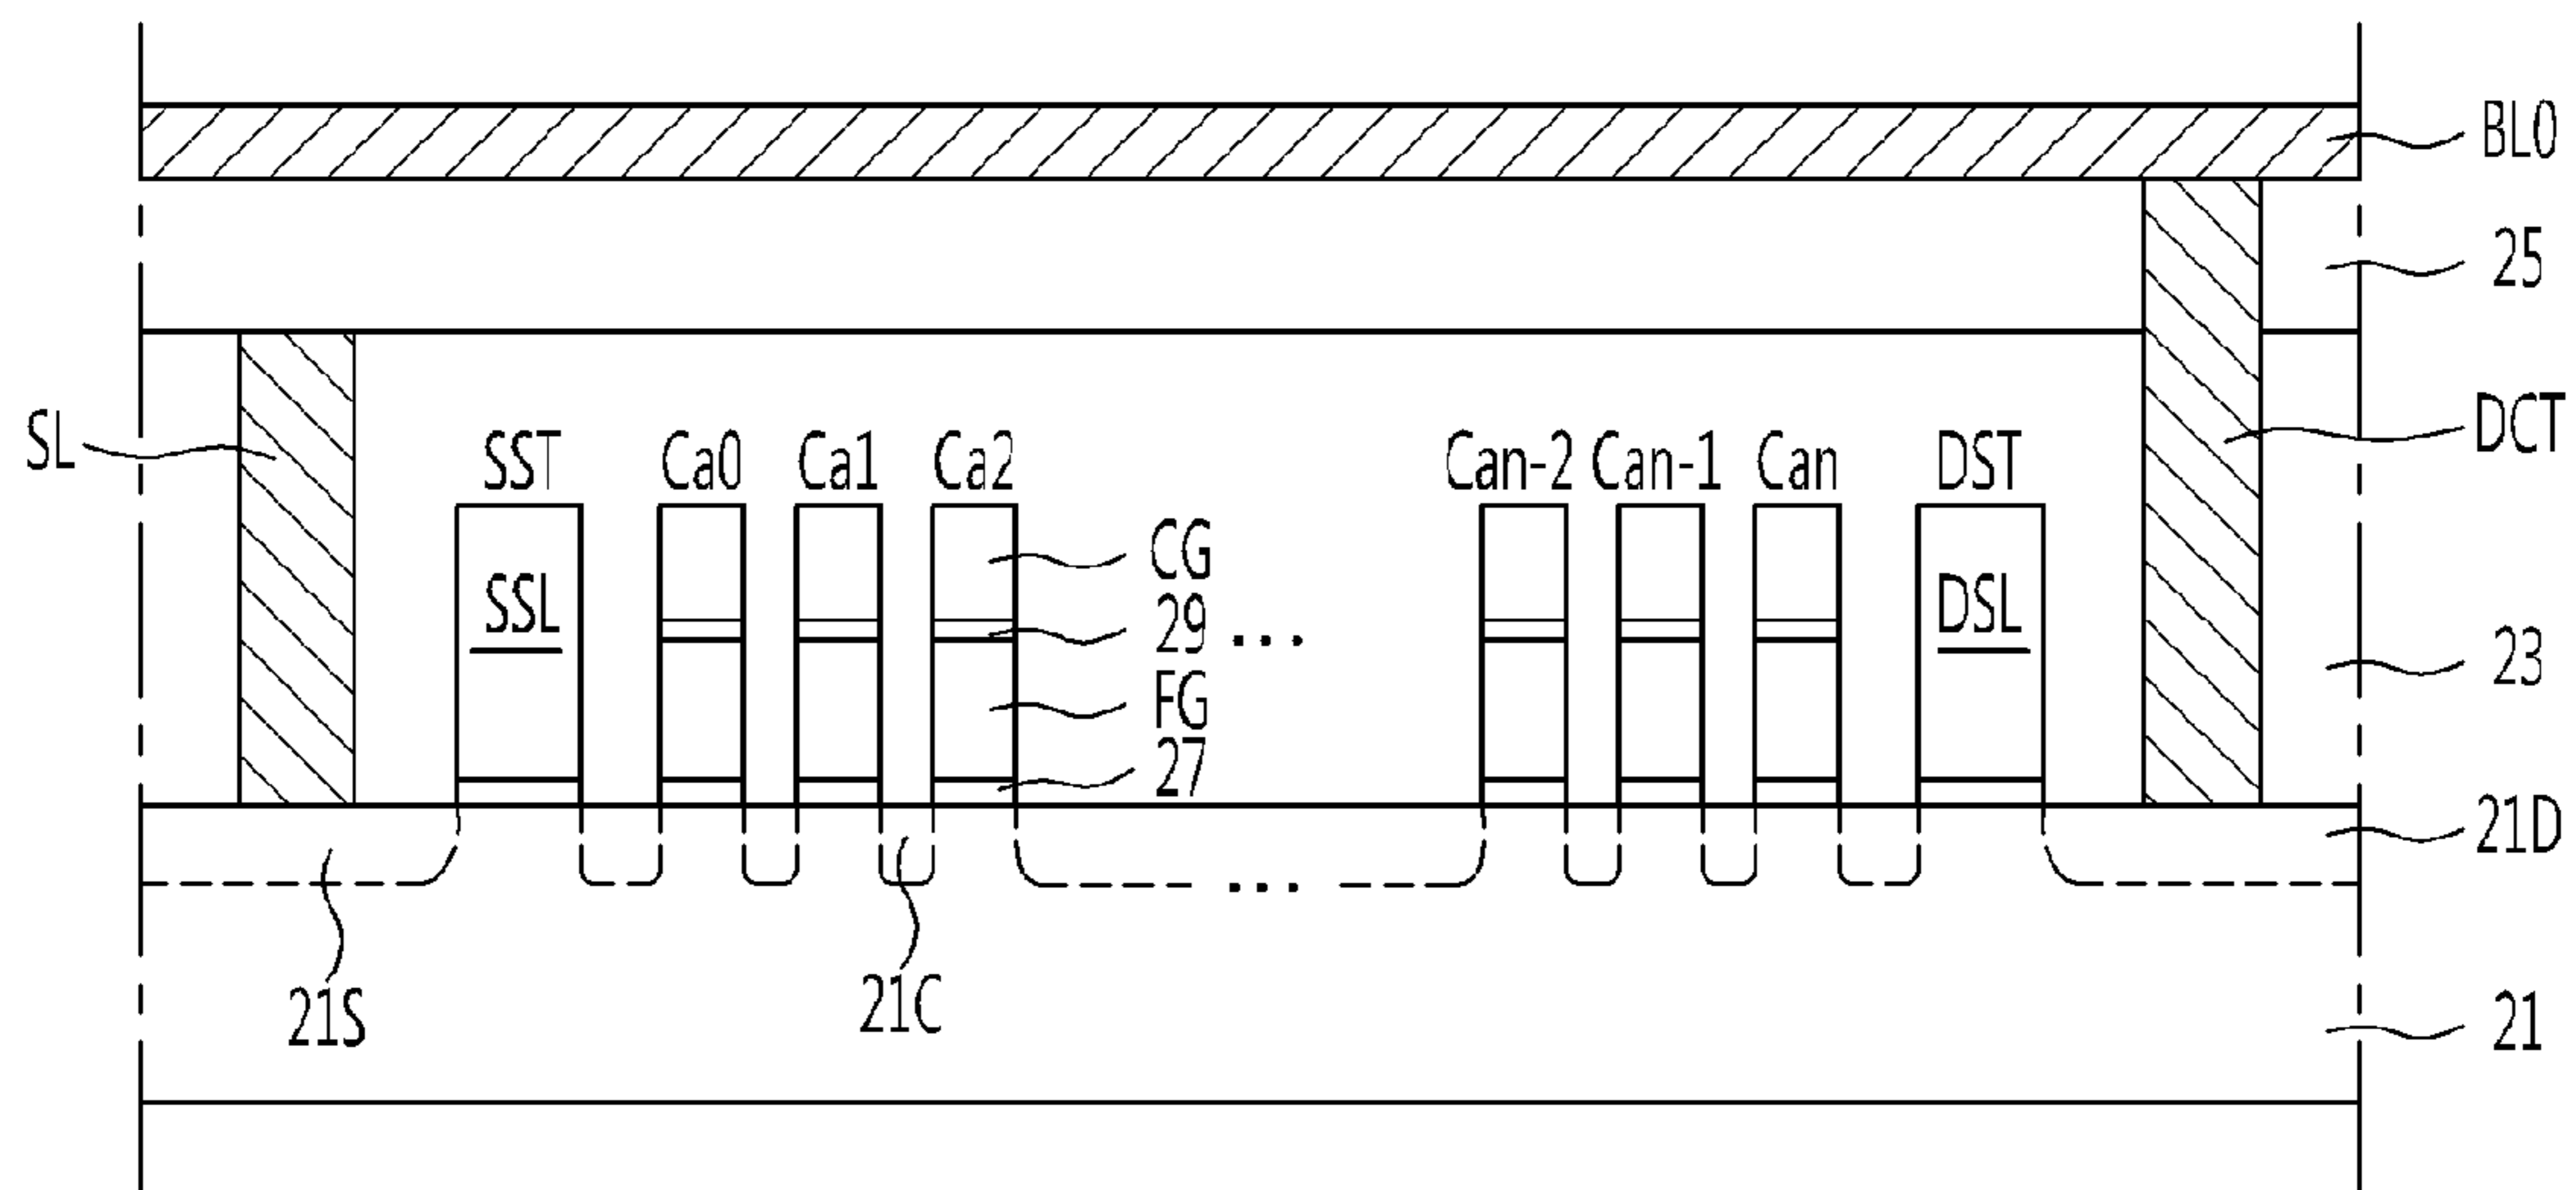 BL0
25
SL
SST
Ca0
Ca1
Ca2
Can-2
Can-1
Can
DST
DCT
CG
SSL
29
...
DSL
FG
23
27
21D
...
21S
21C
21